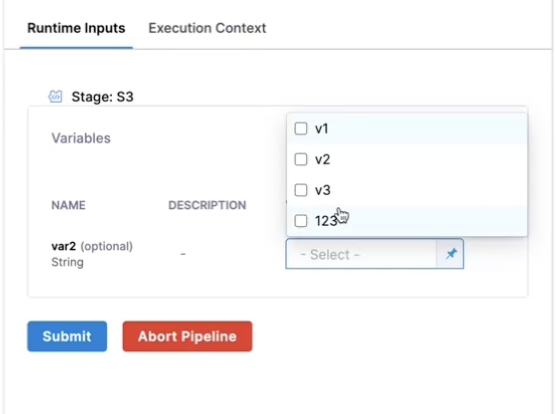 Runtime Inputs Execution Context
Stage: S3
Variables
v1
v2
v3
123
NAME DESCRIPTION
var2 (optional)
String
-
- Select -
Submit Abort Pipeline